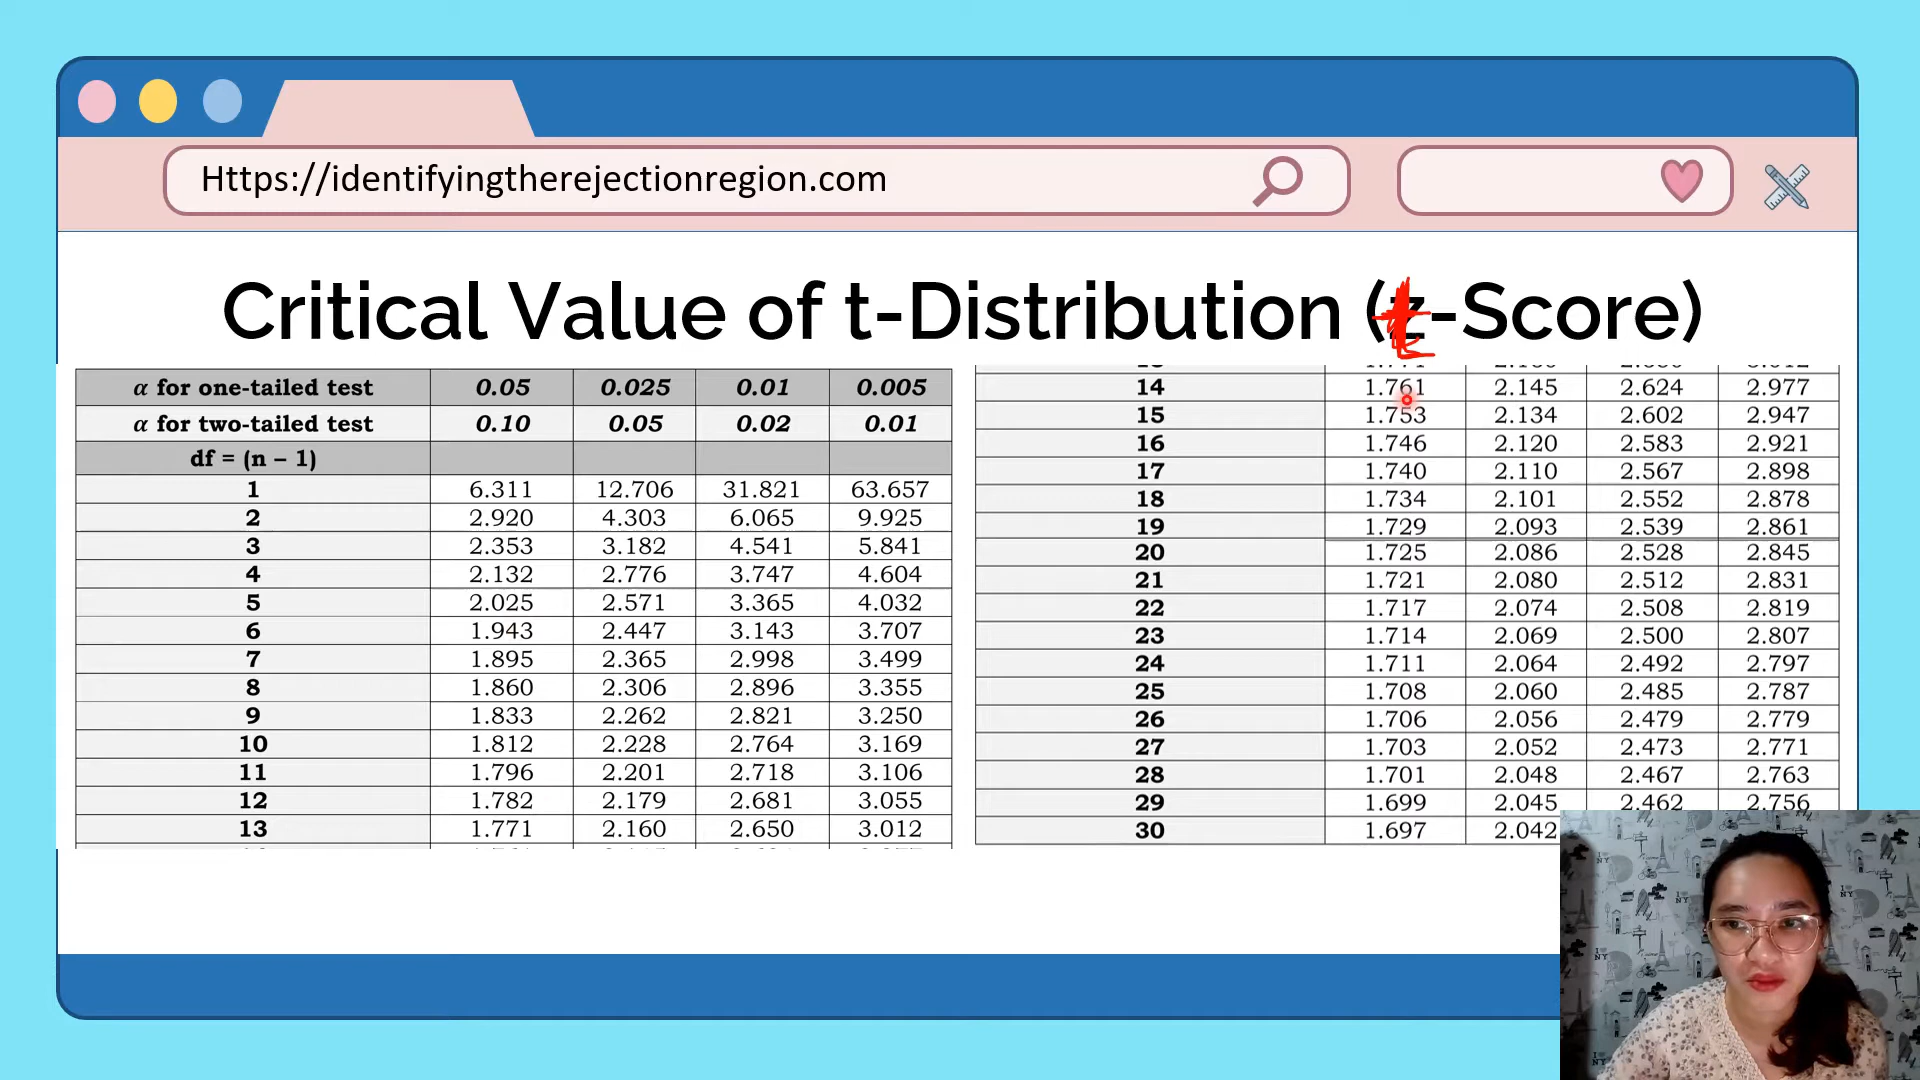 Https://identifyingtherejectionregion.com
Critical Value of t-Distribution (t-Score)
α for one-tailed test 0.05 0.025 0.01 0.005
α for two-tailed test 0.10 0.05 0.02 0.01
df = (n – 1)
1 6.311 12.706 31.821 63.657
2 2.920 4.303 6.065 9.925
3 2.353 3.182 4.541 5.841
4 2.132 2.776 3.747 4.604
5 2.025 2.571 3.365 4.032
6 1.943 2.447 3.143 3.707
7 1.895 2.365 2.998 3.499
8 1.860 2.306 2.896 3.355
9 1.833 2.262 2.821 3.250
10 1.812 2.228 2.764 3.169
11 1.796 2.201 2.718 3.106
12 1.782 2.179 2.681 3.055
13 1.771 2.160 2.650 3.012
14 1.761 2.145 2.624 2.977
15 1.753 2.134 2.602 2.947
16 1.746 2.120 2.583 2.921
17 1.740 2.110 2.567 2.898
18 1.734 2.101 2.552 2.878
19 1.729 2.093 2.539 2.861
20 1.725 2.086 2.528 2.845
21 1.721 2.080 2.512 2.831
22 1.717 2.074 2.508 2.819
23 1.714 2.069 2.500 2.807
24 1.711 2.064 2.492 2.797
25 1.708 2.060 2.485 2.787
26 1.706 2.056 2.479 2.779
27 1.703 2.052 2.473 2.771
28 1.701 2.048 2.467 2.763
29 1.699 2.045 2.462 2.756
30 1.697 2.042